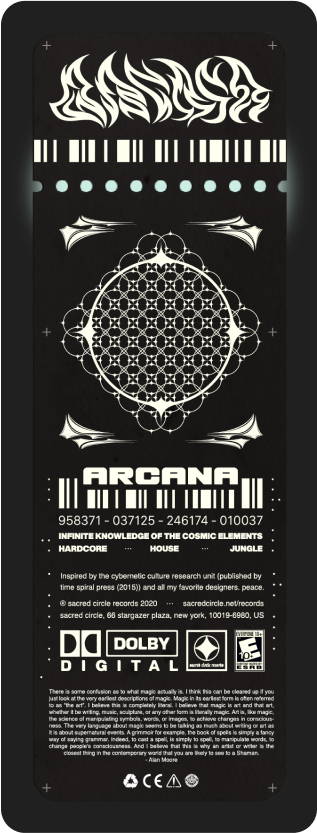 ARCANA
958371 - 037125 - 246174 - 010037
INFINITE KNOWLEDGE OF THE COSMIC ELEMENTS
HARDCORE ··· HOUSE ··· JUNGLE
Inspired by the cybernetic culture research unit (published by
time spiral press (2015)) and all my favorite designers. peace.
® sacred circle records 2020 ··· sacredcircle.net/records
sacred circle, 66 stargazer plaza, new york, 10019-6980, US
DOLBY
DIGITAL
sacred circle records
EVERYONE 10+
10+
ESRB
There is some confusion as to what magic actually is. I think this can be cleared up if you
just look at the very earliest descriptions of magic. Magic in its earliest form is often referred
to as "the art". I believe this is completely literal. I believe that magic is art and that art,
whether it be writing, music, sculpture, or any other form is literally magic. Art is, like magic,
the science of manipulating symbols, words, or images, to achieve changes in conscious-
ness. The very language about magic seems to be talking as much about writing or art as
it is about supernatural events. A grimmoir for example, the book of spells is simply a fancy
way of saying grammar. Indeed, to cast a spell, is simply to spell, to manipulate words, to
change people's consciousness. And I believe that this is why an artist or writer is the
closest thing in the contemporary world that you are likely to see to a Shaman.
- Alan Moore
CE